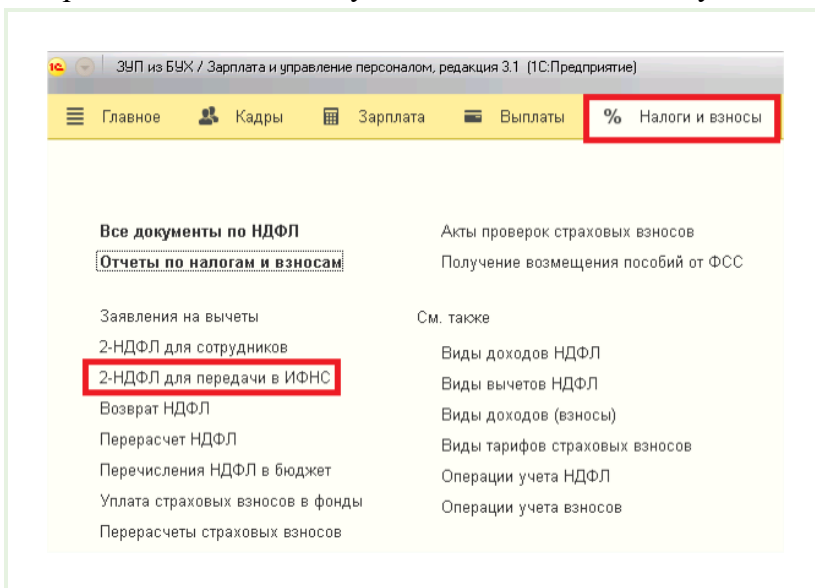 1С ЗУП из БУХ / Зарплата и управление персоналом, редакция 3.1 (1С:Предприятие)
Главное Кадры Зарплата Выплаты % Налоги и взносы
Все документы по НДФЛ
Отчеты по налогам и взносам
Заявления на вычеты
2-НДФЛ для сотрудников
2-НДФЛ для передачи в ИФНС
Возврат НДФЛ
Перерасчет НДФЛ
Перечисления НДФЛ в бюджет
Уплата страховых взносов в фонды
Перерасчеты страховых взносов
Акты проверок страховых взносов
Получение возмещения пособий от ФСС
См. также
Виды доходов НДФЛ
Виды вычетов НДФЛ
Виды доходов (взносы)
Виды тарифов страховых взносов
Операции учета НДФЛ
Операции учета взносов